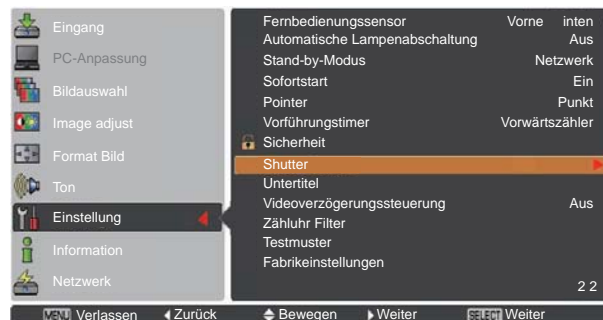 Eingang
PC-Anpassung
Bildauswahl
Image adjust
Format Bild
Ton
Einstellung
Information
Netzwerk
Fernbedienungssensor Vorne inten
Automatische Lampenabschaltung Aus
Stand-by-Modus Netzwerk
Sofortstart Ein
Pointer Punkt
Vorführungstimer Vorwärtszähler
Sicherheit
Shutter
Untertitel
Videoverzögerungssteuerung Aus
Zähluhr Filter
Testmuster
Fabrikeinstellungen
2 2
MENU Verlassen Zurück Bewegen Weiter SELECT Weiter